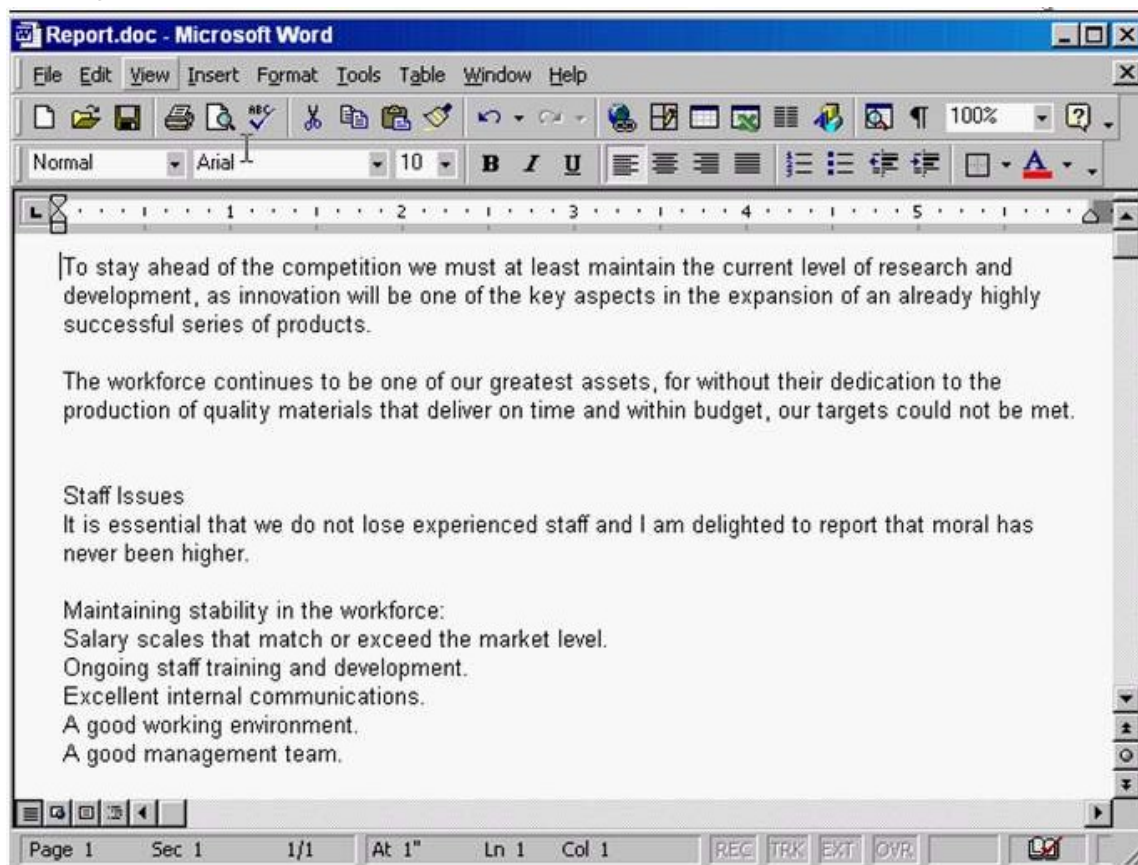 Report.doc - Microsoft Word
File Edit View Insert Format Tools Table Window Help
ABC 100%
Normal Arial 10 B I U A
1 2 3 4 5
To stay ahead of the competition we must at least maintain the current level of research and
development, as innovation will be one of the key aspects in the expansion of an already highly
successful series of products.
The workforce continues to be one of our greatest assets, for without their dedication to the
production of quality materials that deliver on time and within budget, our targets could not be met.
Staff Issues
It is essential that we do not lose experienced staff and I am delighted to report that moral has
never been higher.
Maintaining stability in the workforce:
Salary scales that match or exceed the market level.
Ongoing staff training and development.
Excellent internal communications.
A good working environment.
A good management team.
Page 1 Sec 1 1/1 At 1" Ln 1 Col 1 REC TRK EXT OVR